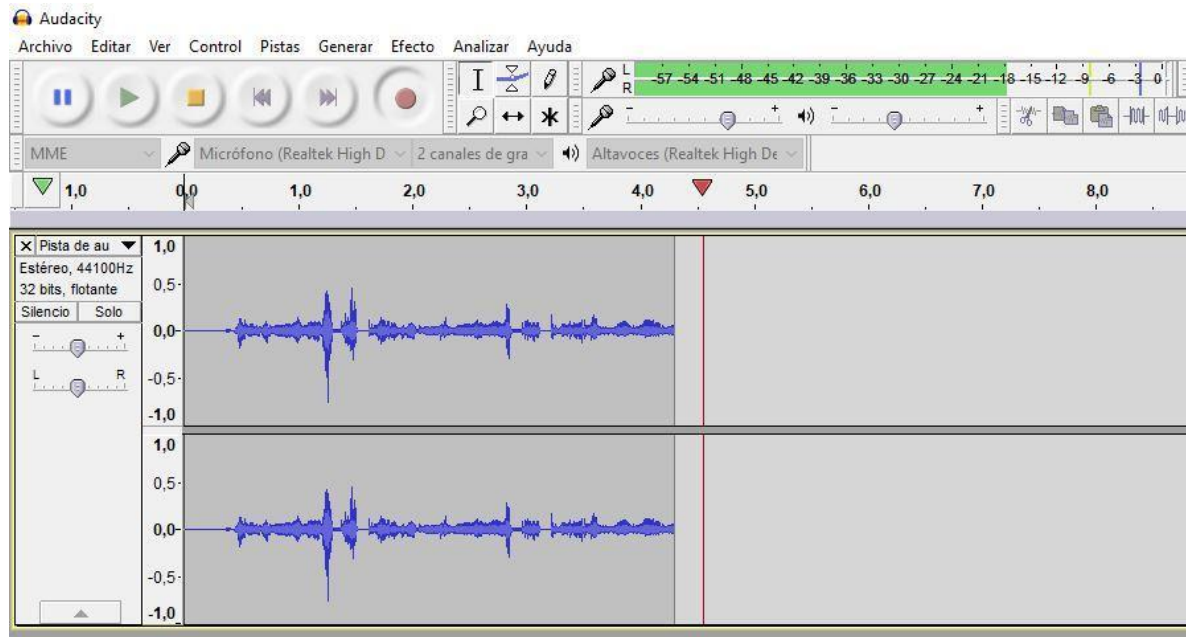 Audacity
Archivo Editar Ver Control Pistas Generar Efecto Analizar Ayuda
L -57 -54 -51 -48 -45 -42 -39 -36 -33 -30 -27 -24 -21 -18 -15 -12 -9 -6 -3 0
R
- + - +
MME Micrófono (Realtek High D 2 canales de gra Altavoces (Realtek High De
1,0 0,0 1,0 2,0 3,0 4,0 5,0 6,0 7,0 8,0
X Pista de au 1,0
Estéreo, 44100Hz
32 bits, flotante 0,5
Silencio Solo
- + 0,0
L R -0,5
-1,0
1,0
0,5
0,0
-0,5
-1,0